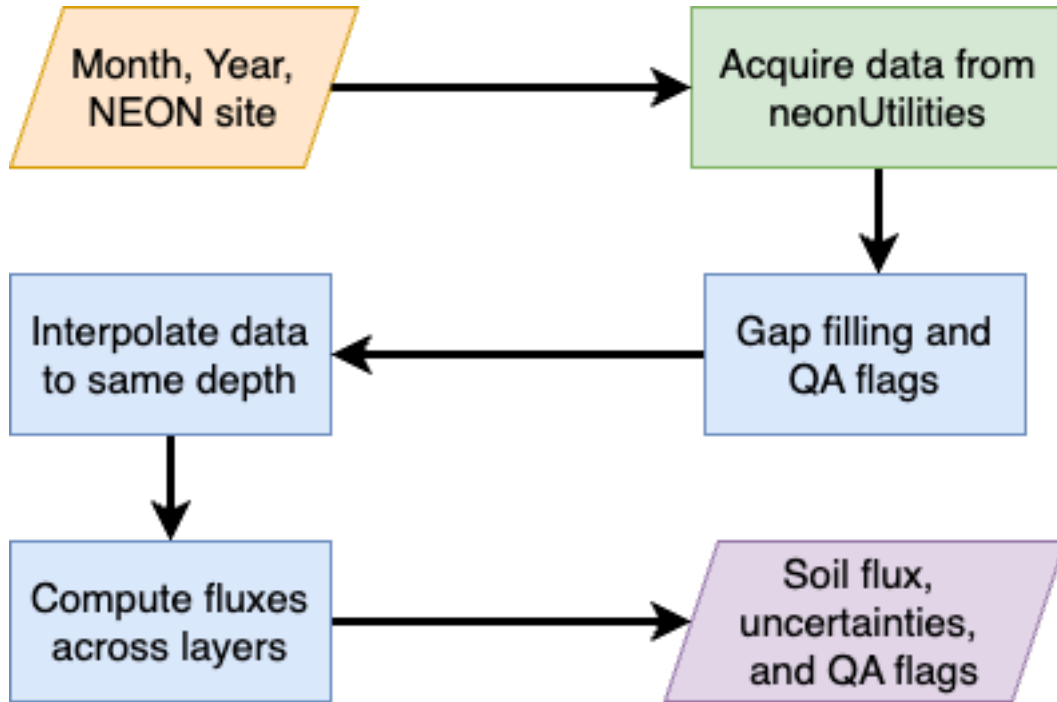 Month, Year,
NEON site
Acquire data from
neonUtilities
Gap filling and
QA flags
Interpolate data
to same depth
Compute fluxes
across layers
Soil flux,
uncertainties,
and QA flags